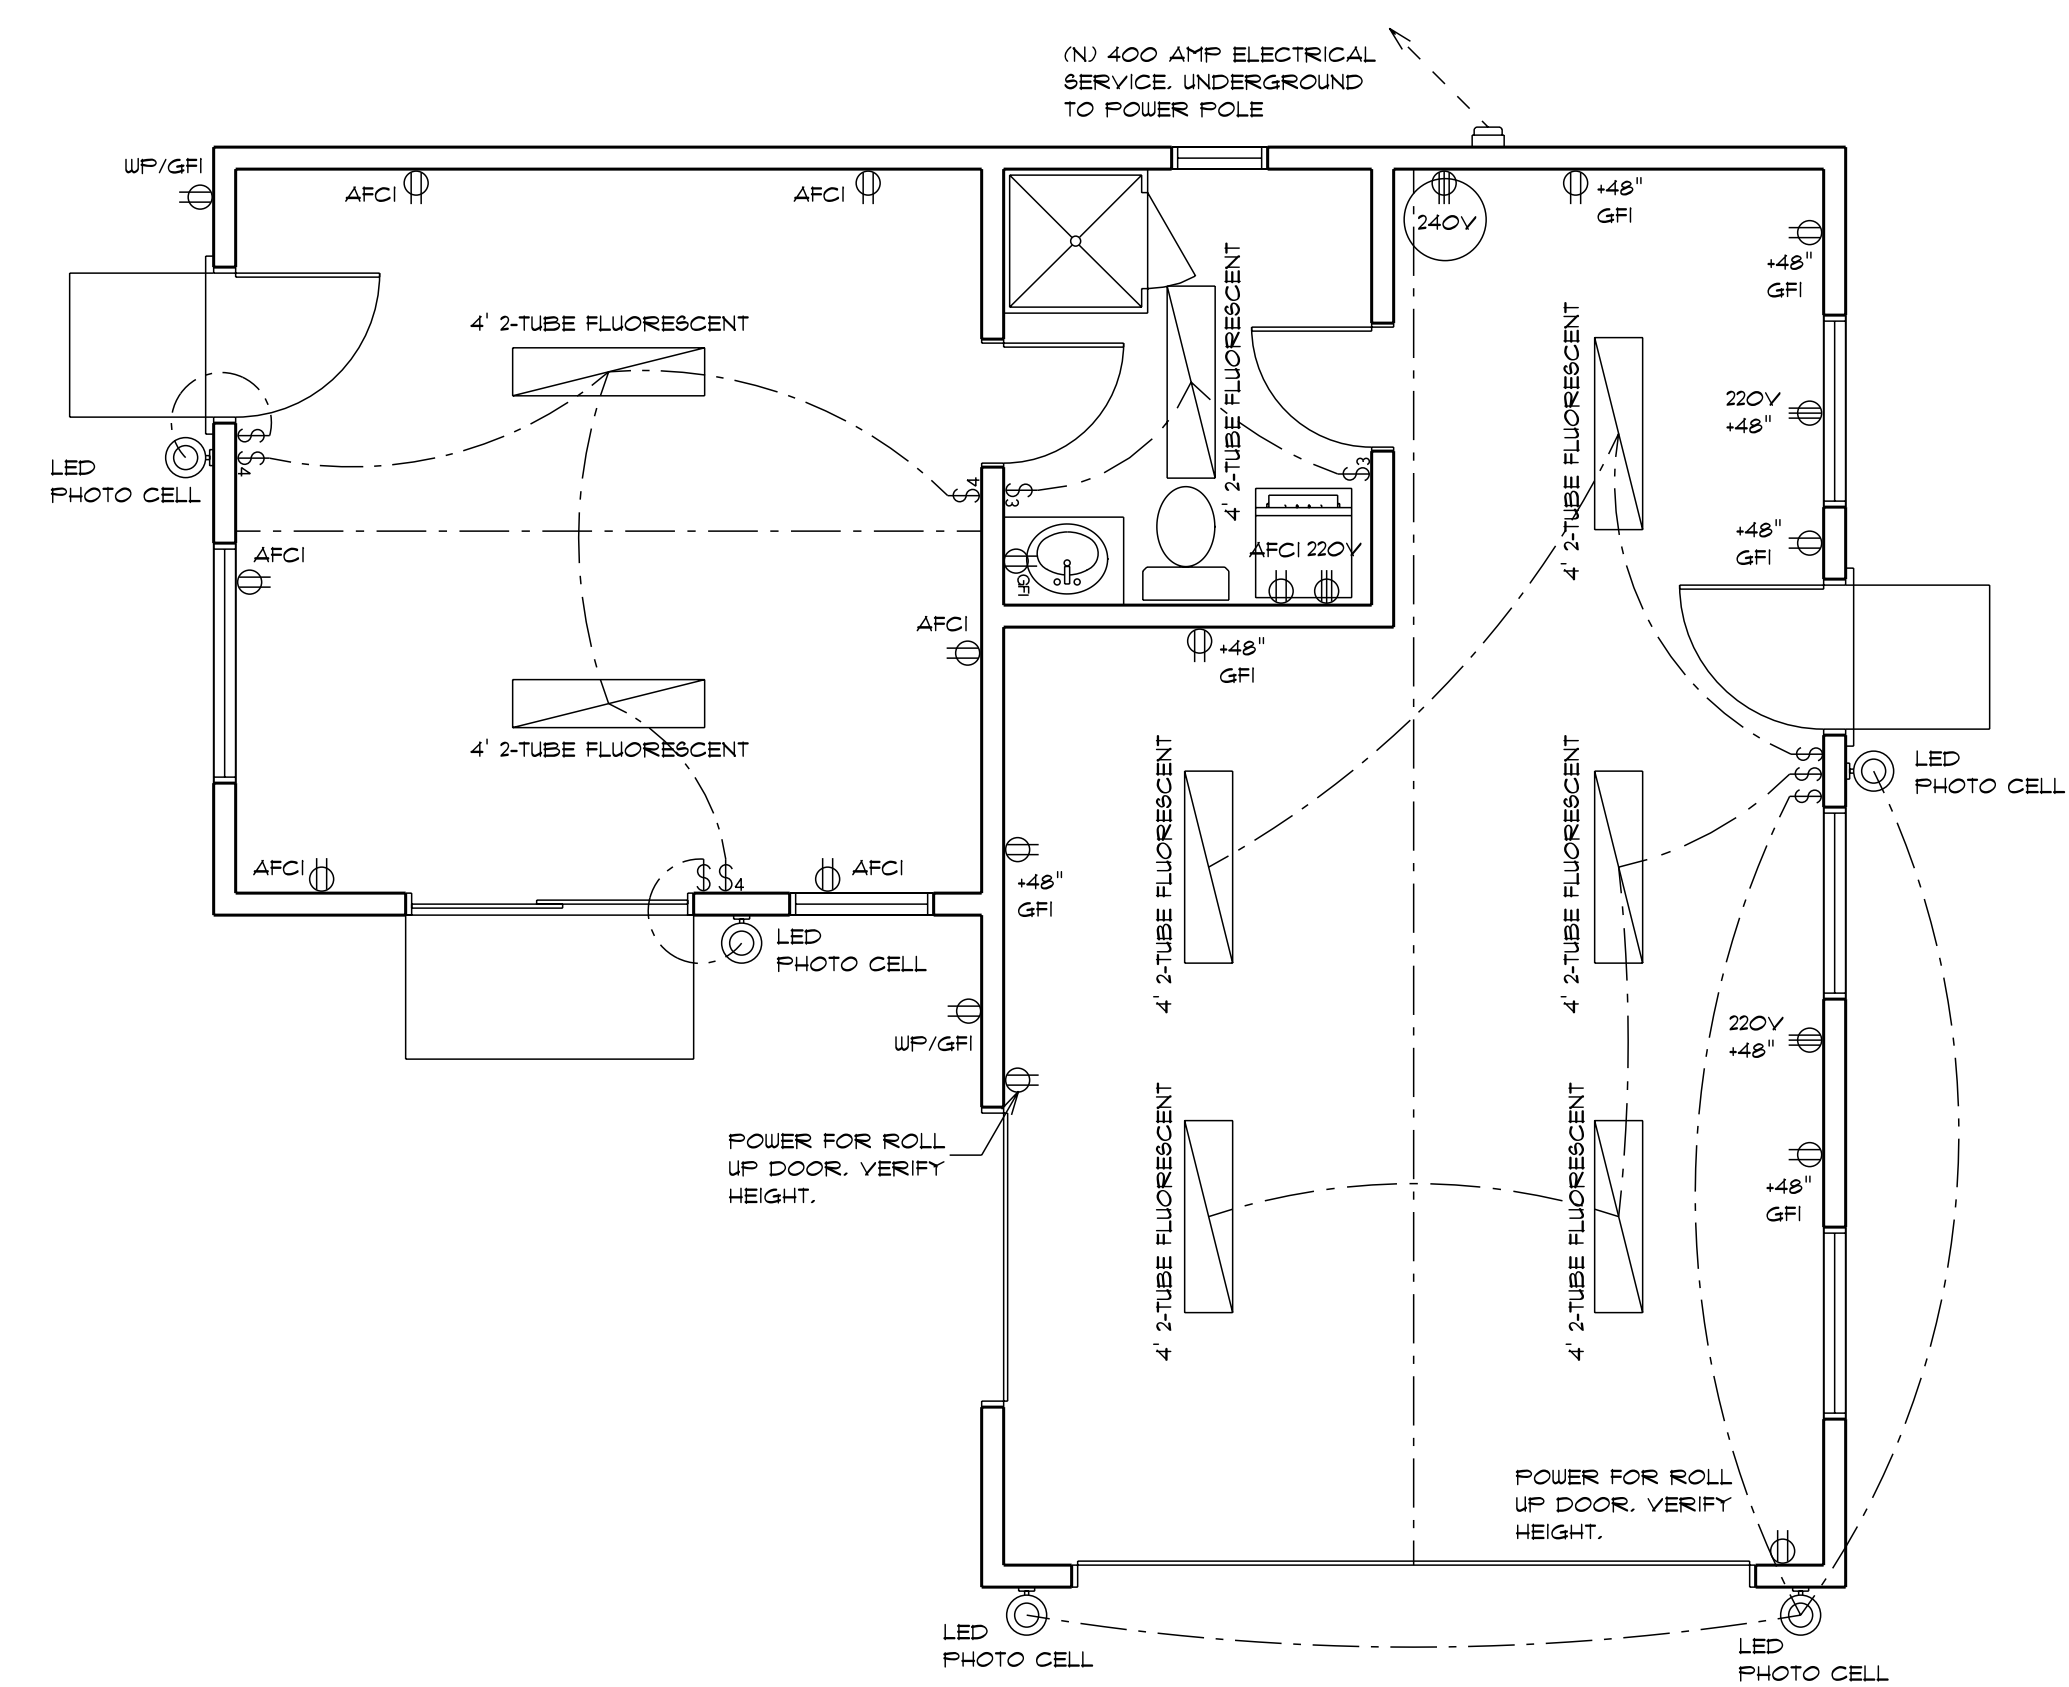 (N) 400 AMP ELECTRICAL
SERVICE. UNDERGROUND
TO POWER POLE
WP/GFI
AFCI
AFCI
240V
+48"
GFI
+48"
GFI
4' 2-TUBE FLUORESCENT
4' 2-TUBE FLUORESCENT
4' 2-TUBE FLUORESCENT
220V
+48"
$
$4
LED
PHOTO CELL
$4
$3
$3
AFCI
GFI
AFCI 220V
+48"
GFI
AFCI
+48"
GFI
4' 2-TUBE FLUORESCENT
4' 2-TUBE FLUORESCENT
4' 2-TUBE FLUORESCENT
$
$
$
LED
PHOTO CELL
AFCI
$ $4
AFCI
+48"
GFI
LED
PHOTO CELL
WP/GFI
220V
+48"
POWER FOR ROLL
UP DOOR. VERIFY
HEIGHT.
4' 2-TUBE FLUORESCENT
4' 2-TUBE FLUORESCENT
+48"
GFI
POWER FOR ROLL
UP DOOR. VERIFY
HEIGHT.
LED
PHOTO CELL
LED
PHOTO CELL